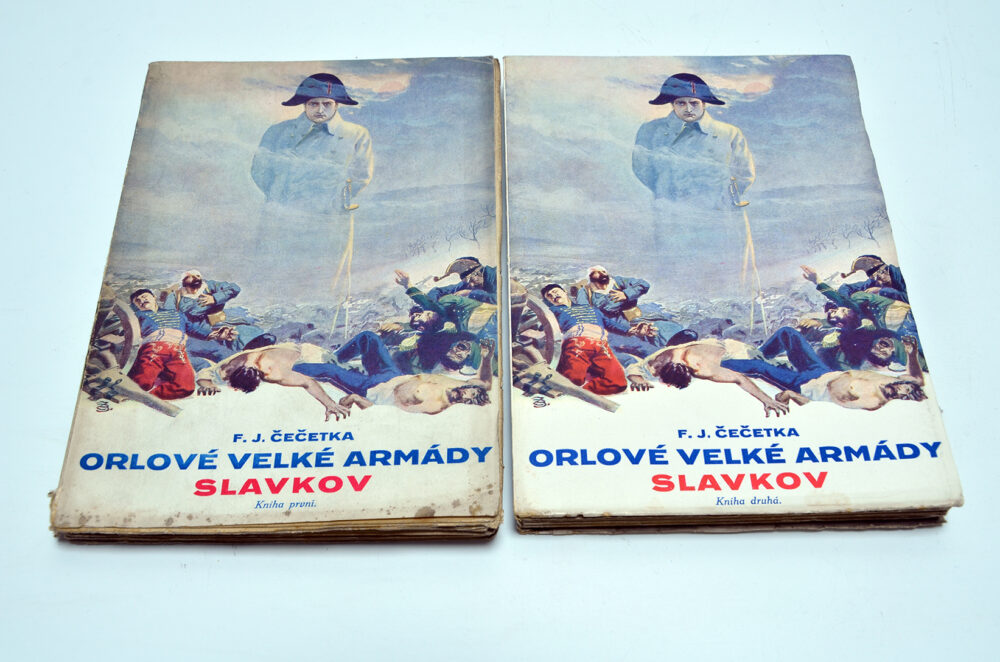 F. J. ČEČETKA
ORLOVÉ VELKÉ ARMÁDY
SLAVKOV
Kniha první.
F. J. ČEČETKA
ORLOVÉ VELKÉ ARMÁDY
SLAVKOV
Kniha druhá.